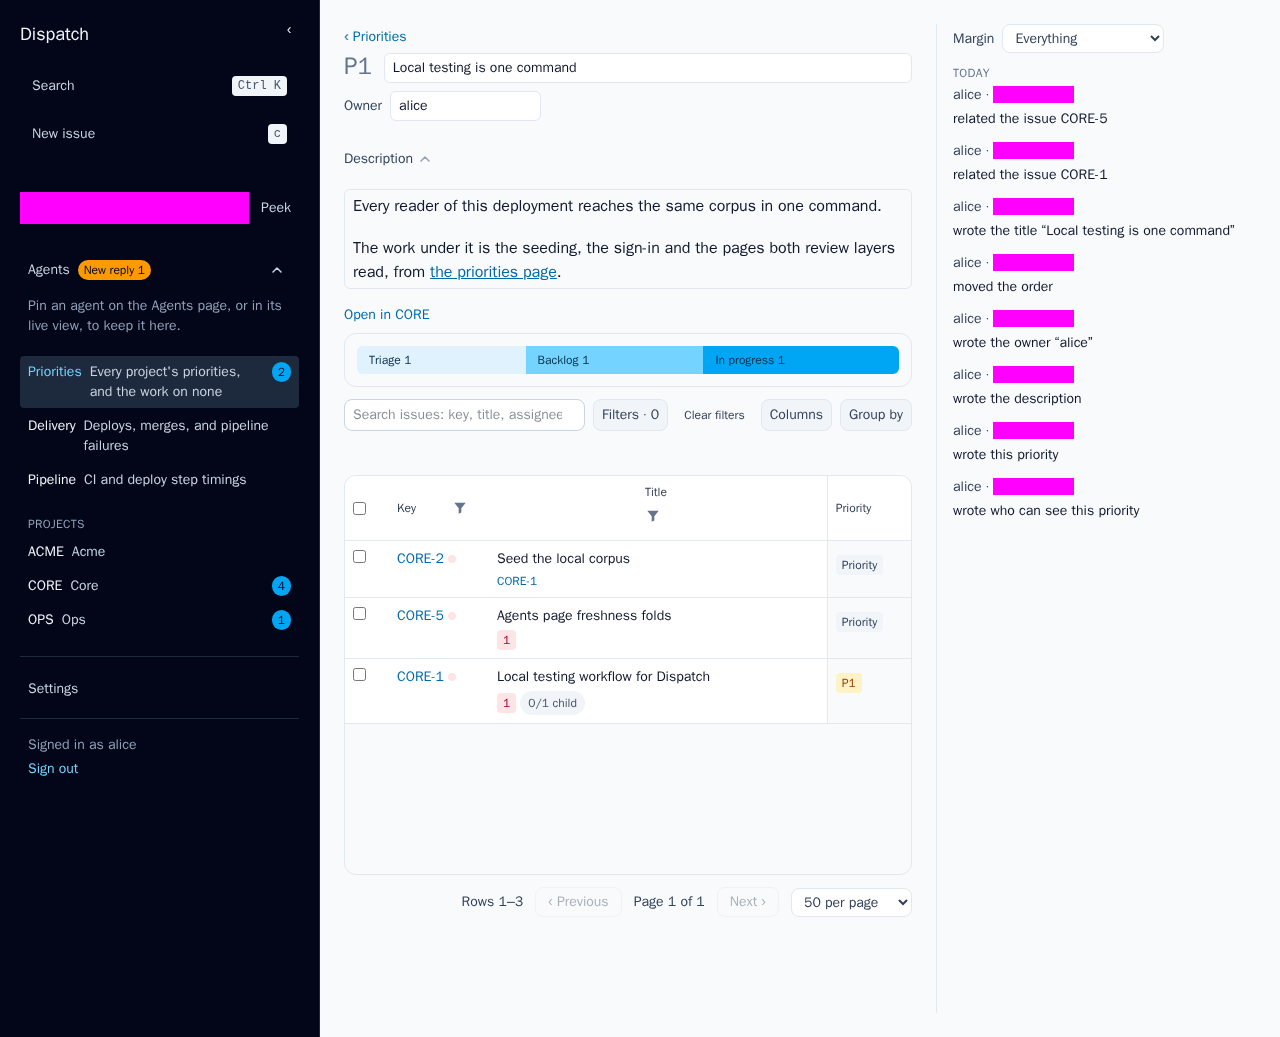 Dispatch
‹
Search
Ctrl K
New issue
C
Peek
Agents
New reply 1
Pin an agent on the Agents page, or in its
live view, to keep it here.
Priorities
Every project's priorities,
and the work on none
2
Delivery
Deploys, merges, and pipeline
failures
Pipeline
CI and deploy step timings
PROJECTS
ACME Acme
CORE Core
4
OPS Ops
1
Settings
Signed in as alice
Sign out
‹ Priorities
P1
Local testing is one command
Owner
alice
Description
Every reader of this deployment reaches the same corpus in one command.
The work under it is the seeding, the sign-in and the pages both review layers
read, from the priorities page.
Open in CORE
Triage 1
Backlog 1
In progress 1
Search issues: key, title, assignee
Filters · 0
Clear filters
Columns
Group by
Key
Title
Priority
CORE-2
Seed the local corpus
CORE-1
Priority
CORE-5
Agents page freshness folds
1
Priority
CORE-1
Local testing workflow for Dispatch
1
0/1 child
P1
Rows 1–3
‹ Previous
Page 1 of 1
Next ›
50 per page
Margin
Everything
TODAY
alice ·
related the issue CORE-5
alice ·
related the issue CORE-1
alice ·
wrote the title “Local testing is one command”
alice ·
moved the order
alice ·
wrote the owner “alice”
alice ·
wrote the description
alice ·
wrote this priority
alice ·
wrote who can see this priority